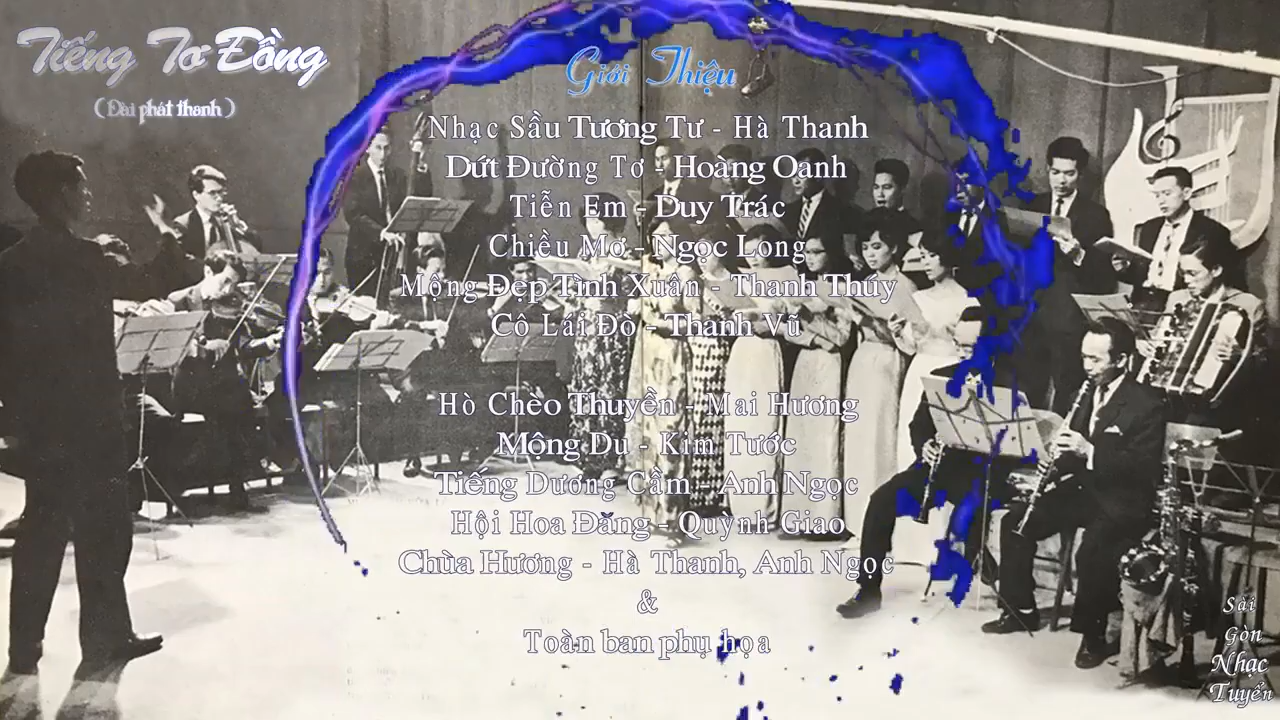 Tiếng Tơ Đồng
( Đài phát thanh )
Giới Thiệu
Nhạc Sầu Tương Tư - Hà Thanh
Dứt Đường Tơ - Hoàng Oanh
Tiễn Em - Duy Trác
Chiều Mơ - Ngọc Long
Mộng Đẹp Tình Xuân - Thanh Thúy
Cô Lái Đò - Thanh Vũ
Hò Chèo Thuyền - Mai Hương
Mộng Du - Kim Tước
Tiếng Dương Cầm - Anh Ngọc
Hội Hoa Đăng - Quỳnh Giao
Chùa Hương - Hà Thanh, Anh Ngọc
&
Toàn ban phụ họa
Sài
Gòn
Nhạc
Tuyển